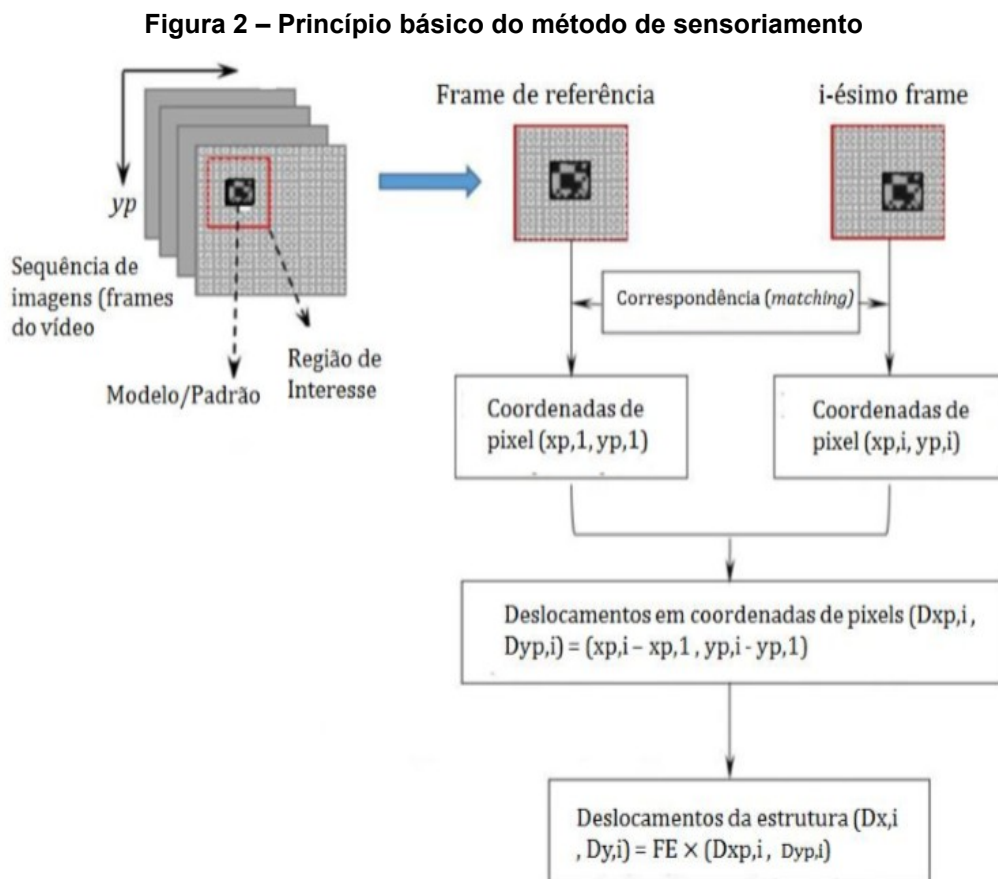 Figura 2 – Princípio básico do método de sensoriamento
yp
Sequência de
imagens (frames
do vídeo
Modelo/Padrão
Região de
Interesse
Frame de referência
i-ésimo frame
Correspondência (matching)
Coordenadas de
pixel (xp,1, yp,1)
Coordenadas de
pixel (xp,i, yp,i)
Deslocamentos em coordenadas de pixels (Dxp,i ,
Dyp,i) = (xp,i – xp,1 , yp,i - yp,1)
Deslocamentos da estrutura (Dx,i
, Dy,i) = FE × (Dxp,i , Dyp,i)